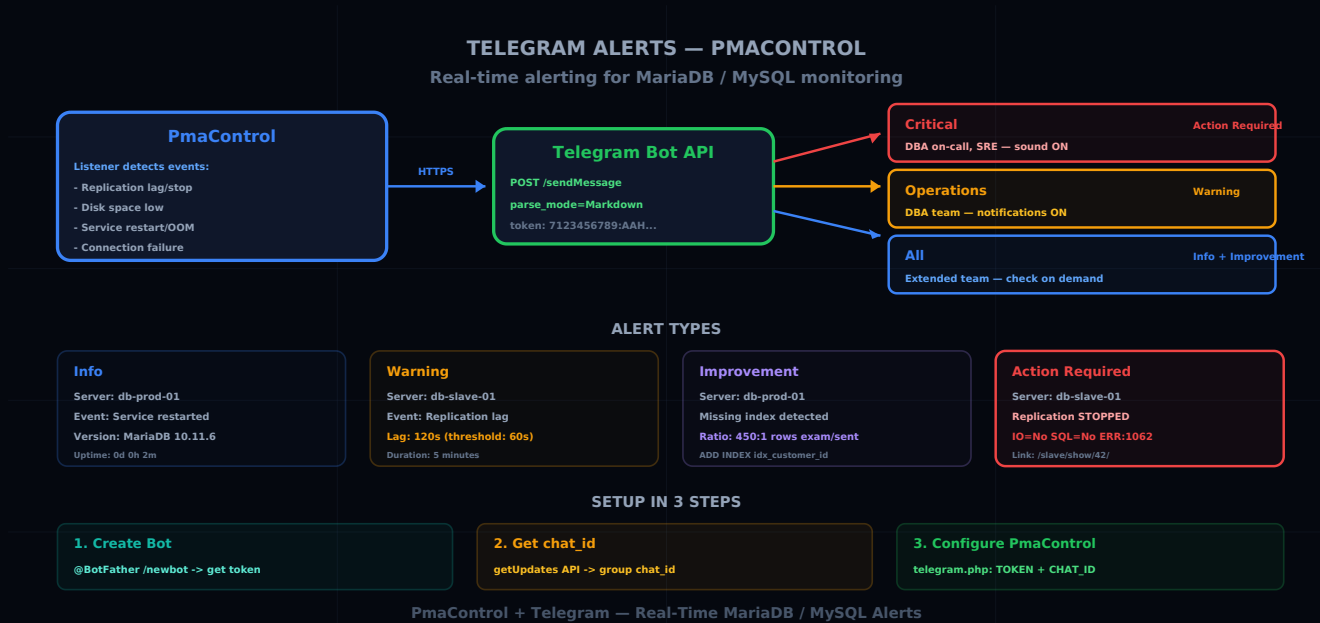 TELEGRAM ALERTS — PMACONTROL
Real-time alerting for MariaDB / MySQL monitoring
PmaControl
Listener detects events:
- Replication lag/stop
- Disk space low
- Service restart/OOM
- Connection failure
HTTPS
Telegram Bot API
POST /sendMessage
parse_mode=Markdown
token: 7123456789:AAH...
Critical
Action Required
DBA on-call, SRE — sound ON
Operations
Warning
DBA team — notifications ON
All
Info + Improvement
Extended team — check on demand
ALERT TYPES
Info
Server: db-prod-01
Event: Service restarted
Version: MariaDB 10.11.6
Uptime: 0d 0h 2m
Warning
Server: db-slave-01
Event: Replication lag
Lag: 120s (threshold: 60s)
Duration: 5 minutes
Improvement
Server: db-prod-01
Missing index detected
Ratio: 450:1 rows exam/sent
ADD INDEX idx_customer_id
Action Required
Server: db-slave-01
Replication STOPPED
IO=No SQL=No ERR:1062
Link: /slave/show/42/
SETUP IN 3 STEPS
1. Create Bot
@BotFather /newbot -> get token
2. Get chat_id
getUpdates API -> group chat_id
3. Configure PmaControl
telegram.php: TOKEN + CHAT_ID
PmaControl + Telegram — Real-Time MariaDB / MySQL Alerts